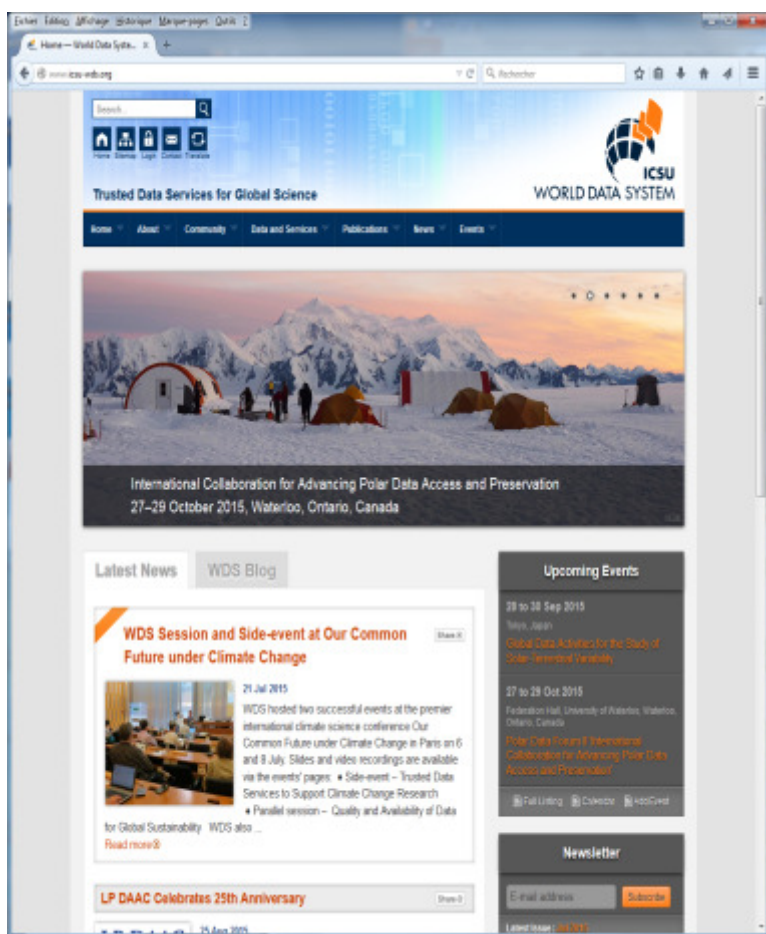 Fichier Édition Affichage Historique Marque-pages Outils ?
Home — World Data Syste... × +
www.icsu-wds.org
Rechercher
Search...
Home Sitemap Login Contact Translate
Trusted Data Services for Global Science
ICSU
WORLD DATA SYSTEM
Home About Community Data and Services Publications News Events
International Collaboration for Advancing Polar Data Access and Preservation
27–29 October 2015, Waterloo, Ontario, Canada
Latest News WDS Blog
WDS Session and Side-event at Our Common
Future under Climate Change
Share
21 Jul 2015
WDS hosted two successful events at the premier
international climate science conference Our
Common Future under Climate Change in Paris on 6
and 8 July. Slides and video recordings are available
via the events' pages: ♦ Side-event – Trusted Data
Services to Support Climate Change Research
♦ Parallel session – Quality and Availability of Data
for Global Sustainability WDS also ...
Read more
LP DAAC Celebrates 25th Anniversary
Share
25 Aug 2015
Upcoming Events
28 to 30 Sep 2015
Tokyo, Japan
Global Data Activities for the Study of
Solar-Terrestrial Variability
27 to 29 Oct 2015
Federation Hall, University of Waterloo, Waterloo,
Ontario, Canada
Polar Data Forum II 'International
Collaboration for Advancing Polar Data
Access and Preservation'
Full Listing Calendar Add Event
Newsletter
E-mail address Subscribe
Latest Issue :